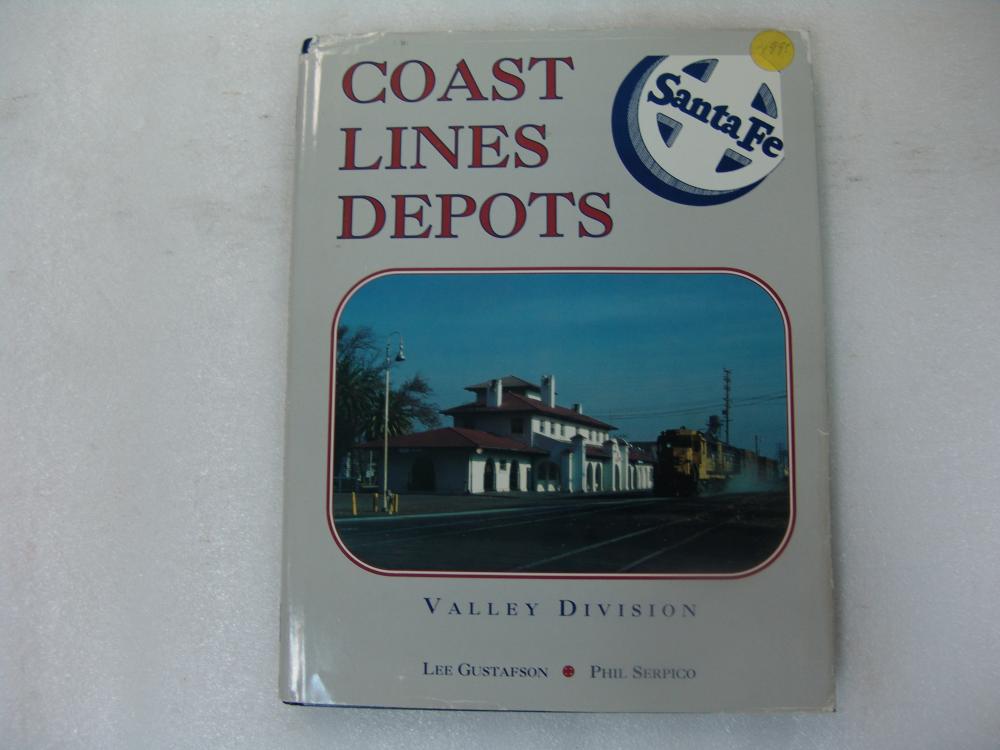 COAST
LINES
DEPOTS
Santa Fe
VALLEY DIVISION
LEE GUSTAFSON PHIL SERPICO